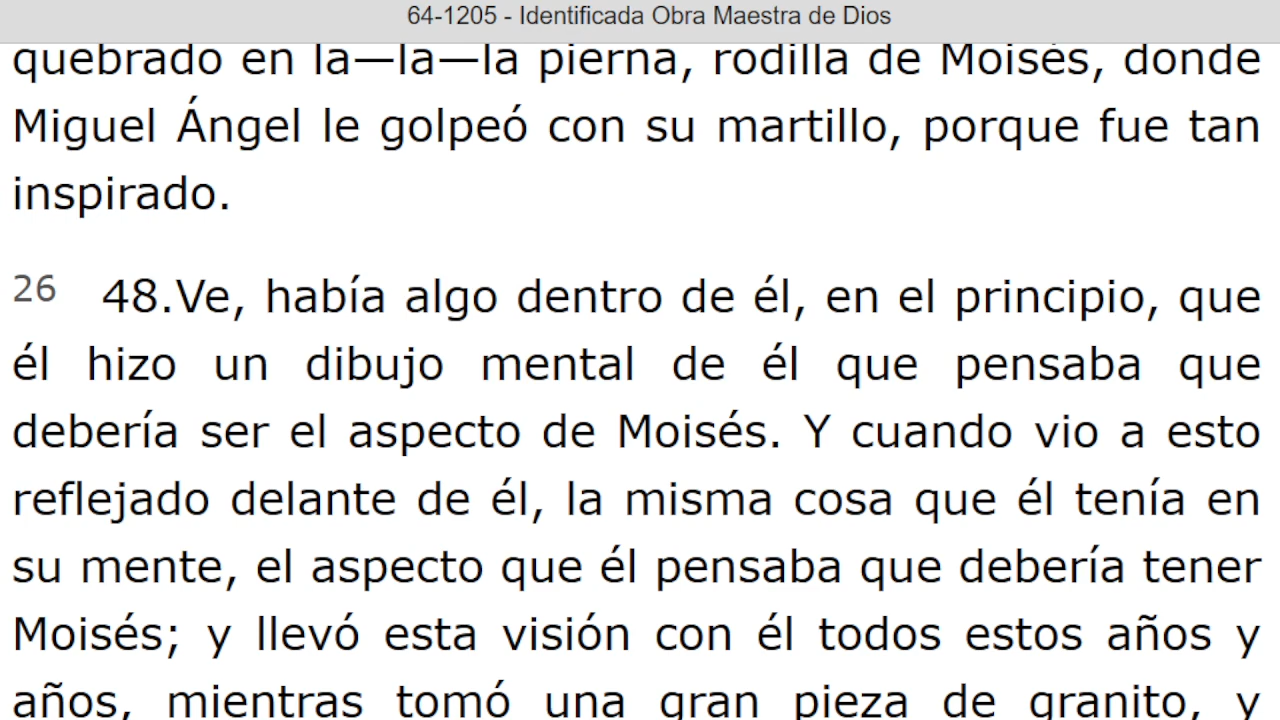 64-1205 - Identificada Obra Maestra de Dios
quebrado en la—la—la pierna, rodilla de Moisés, donde
Miguel Ángel le golpeó con su martillo, porque fue tan
inspirado.
26 48.Ve, había algo dentro de él, en el principio, que
él hizo un dibujo mental de él que pensaba que
debería ser el aspecto de Moisés. Y cuando vio a esto
reflejado delante de él, la misma cosa que él tenía en
su mente, el aspecto que él pensaba que debería tener
Moisés; y llevó esta visión con él todos estos años y
años, mientras tomó una gran pieza de granito, y